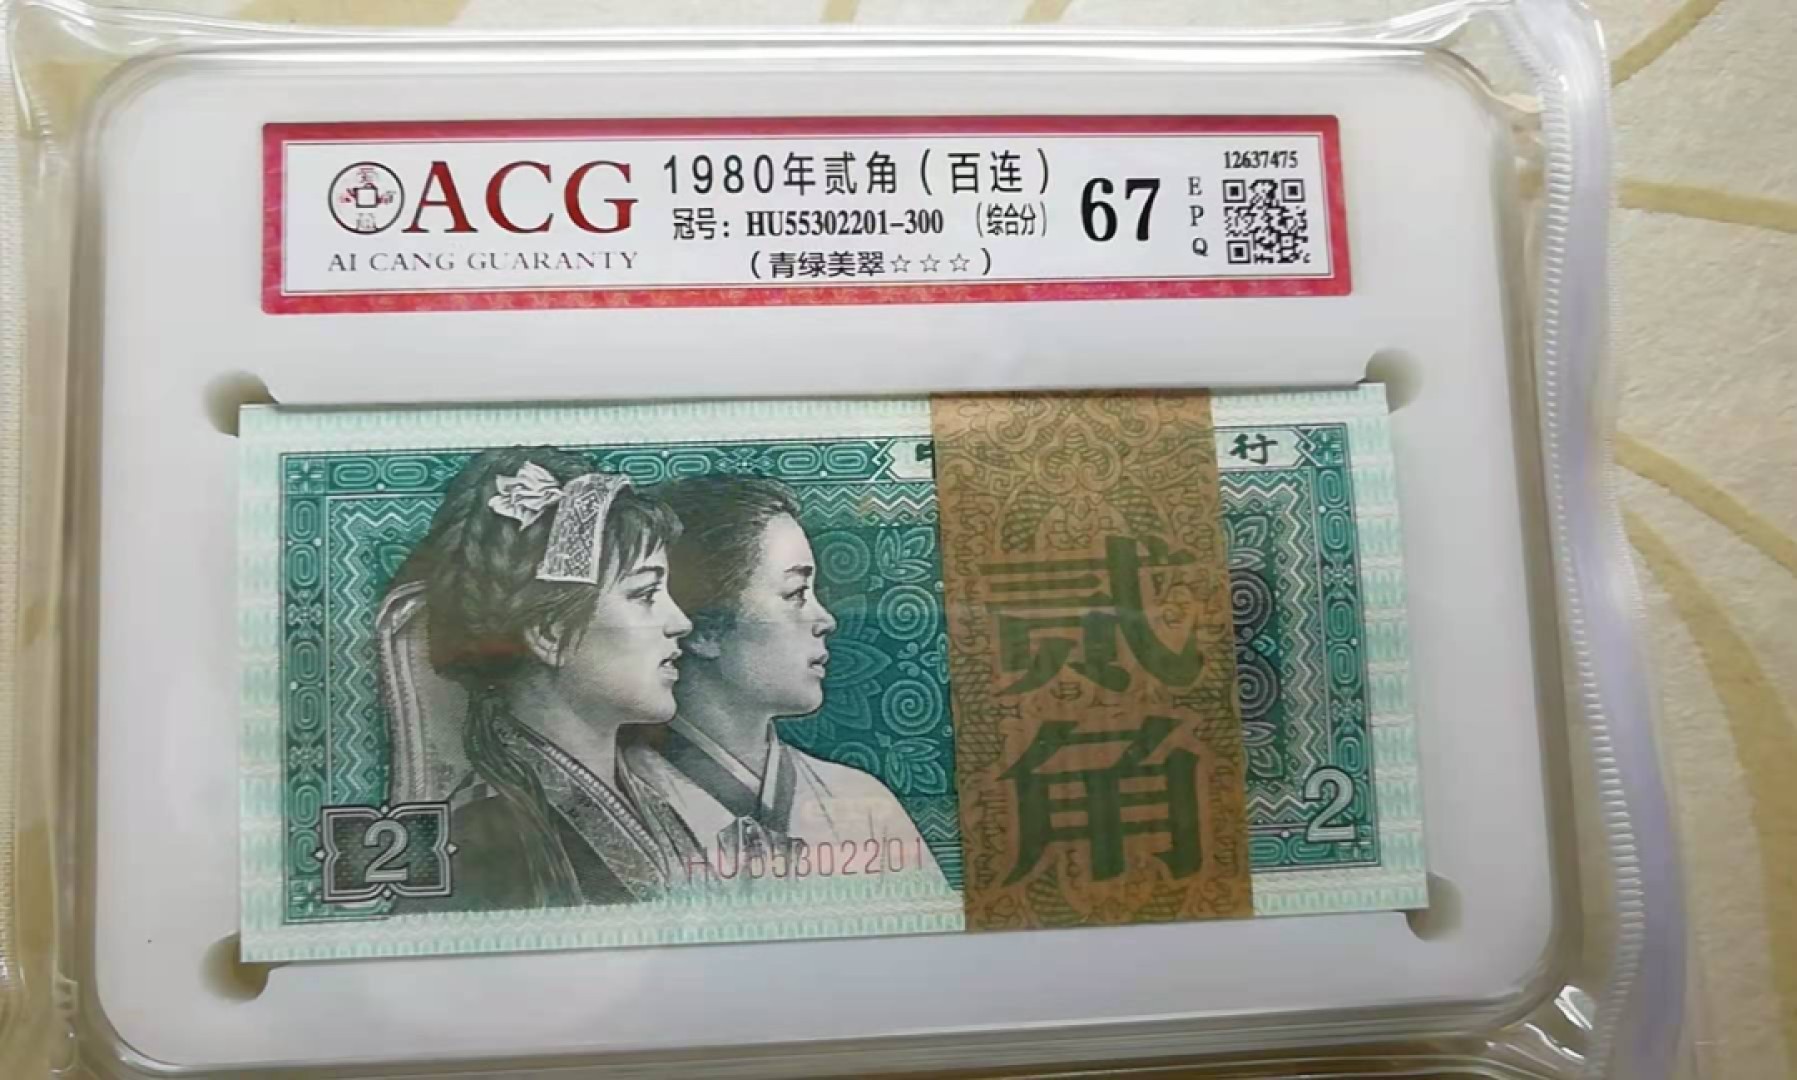 ACG
AI CANG GUARANTY
1980年贰角（百连）
冠号：HU55302201-300 （综合分）
（青绿美翠☆☆☆）
67
EPQ
12637475
行
贰角
2
HU55302201
2